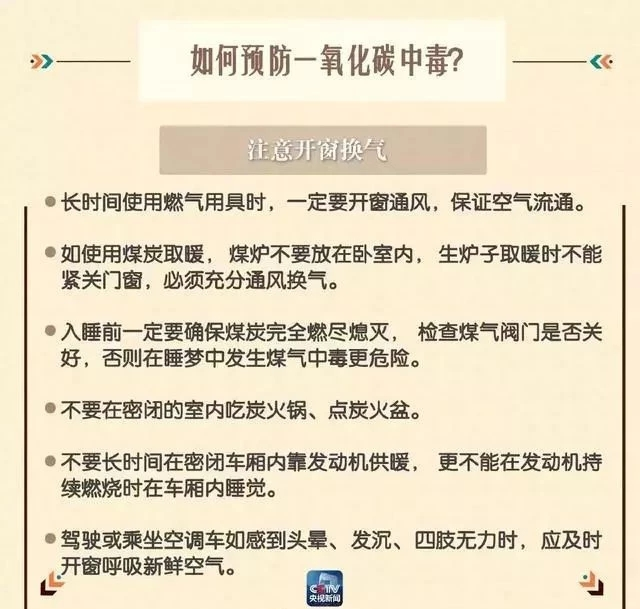 如何预防一氧化碳中毒?
注意开窗换气
●长时间使用燃气用具时，一定要开窗通风，保证空气流通。
●如使用煤炭取暖，煤炉不要放在卧室内，生炉子取暖时不能
紧关门窗，必须充分通风换气。
●入睡前一定要确保煤炭完全燃尽熄灭，检查煤气阀门是否关
好，否则在睡梦中发生煤气中毒更危险。
●不要在密闭的室内吃炭火锅、点炭火盆。
●不要长时间在密闭车厢内靠发动机供暖，更不能在发动机持
续燃烧时在车厢内睡觉。
●驾驶或乘坐空调车如感到头晕、发沉、四肢无力时，应及时
开窗呼吸新鲜空气。
CCTV
央视新闻